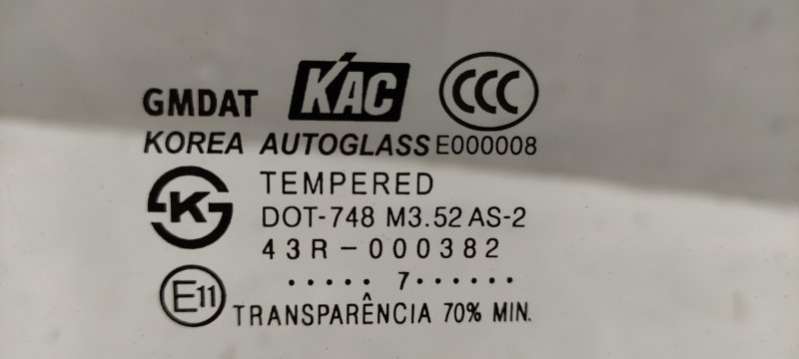 GMDAT KAC CCC
KOREA AUTOGLASS E000008
K TEMPERED
DOT-748 M3.52 AS-2
43R-000382
..... 7......
E11 TRANSPARÊNCIA 70% MIN.